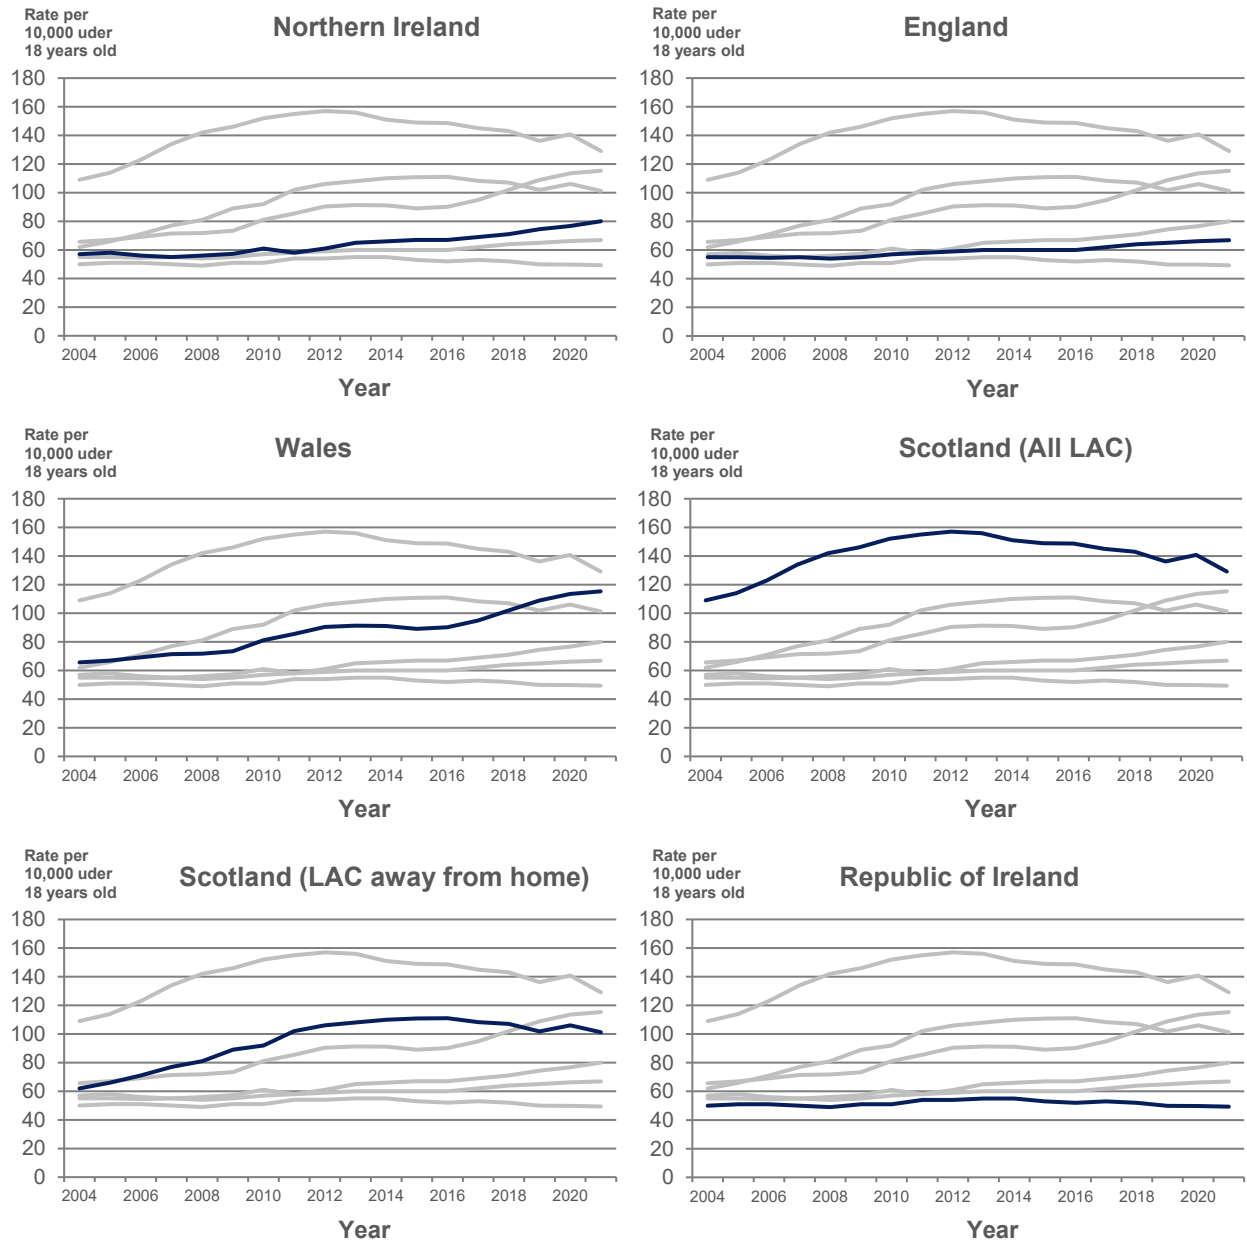 Rate per
10,000 uder
18 years old
Northern Ireland
180
160
140
120
100
80
60
40
20
0
2004 2006 2008 2010 2012 2014 2016 2018 2020
Year
Rate per
10,000 uder
18 years old
England
180
160
140
120
100
80
60
40
20
0
2004 2006 2008 2010 2012 2014 2016 2018 2020
Year
Rate per
10,000 uder
18 years old
Wales
180
160
140
120
100
80
60
40
20
0
2004 2006 2008 2010 2012 2014 2016 2018 2020
Year
Rate per
10,000 uder
18 years old
Scotland (All LAC)
180
160
140
120
100
80
60
40
20
0
2004 2006 2008 2010 2012 2014 2016 2018 2020
Year
Rate per
10,000 uder
18 years old
Scotland (LAC away from home)
180
160
140
120
100
80
60
40
20
0
2004 2006 2008 2010 2012 2014 2016 2018 2020
Year
Rate per
10,000 uder
18 years old
Republic of Ireland
180
160
140
120
100
80
60
40
20
0
2004 2006 2008 2010 2012 2014 2016 2018 2020
Year